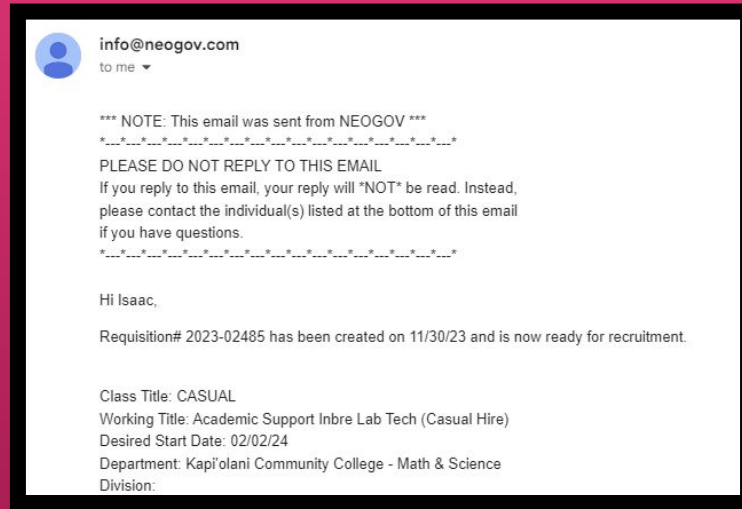 info@neogov.com
to me
*** NOTE: This email was sent from NEOGOV ***
*---*---*---*---*---*---*---*---*---*---*---*---*---*---*---*---*---*
PLEASE DO NOT REPLY TO THIS EMAIL
If you reply to this email, your reply will *NOT* be read. Instead,
please contact the individual(s) listed at the bottom of this email
if you have questions.
*---*---*---*---*---*---*---*---*---*---*---*---*---*---*---*---*---*
Hi Isaac,
Requisition# 2023-02485 has been created on 11/30/23 and is now ready for recruitment.
Class Title: CASUAL
Working Title: Academic Support Inbre Lab Tech (Casual Hire)
Desired Start Date: 02/02/24
Department: Kapi'olani Community College - Math & Science
Division: